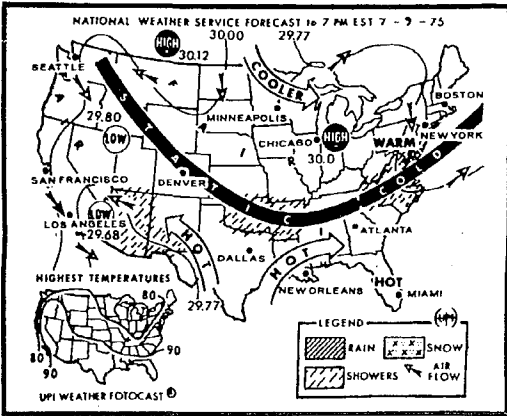 NATIONAL WEATHER SERVICE FORECAST to 7 PM EST 7 - 9 - 75
30.00
29.77
HIGH
30.12
SEATTLE
COOLER
BOSTON
29.80
LOW
MINNEAPOLIS
CHICAGO
HIGH
30.0
NEW YORK
WARM
STATIC
COLD
SAN FRANCISCO
DENVER
LOW
LOS ANGELES
29.68
HOT
DALLAS
HOT
ATLANTA
29.77
NEW ORLEANS
HOT
MIAMI
HIGHEST TEMPERATURES
80
71
80
90
90
LEGEND
UPI
RAIN
SNOW
SHOWERS
AIR FLOW
UPI WEATHER FOTOCAST